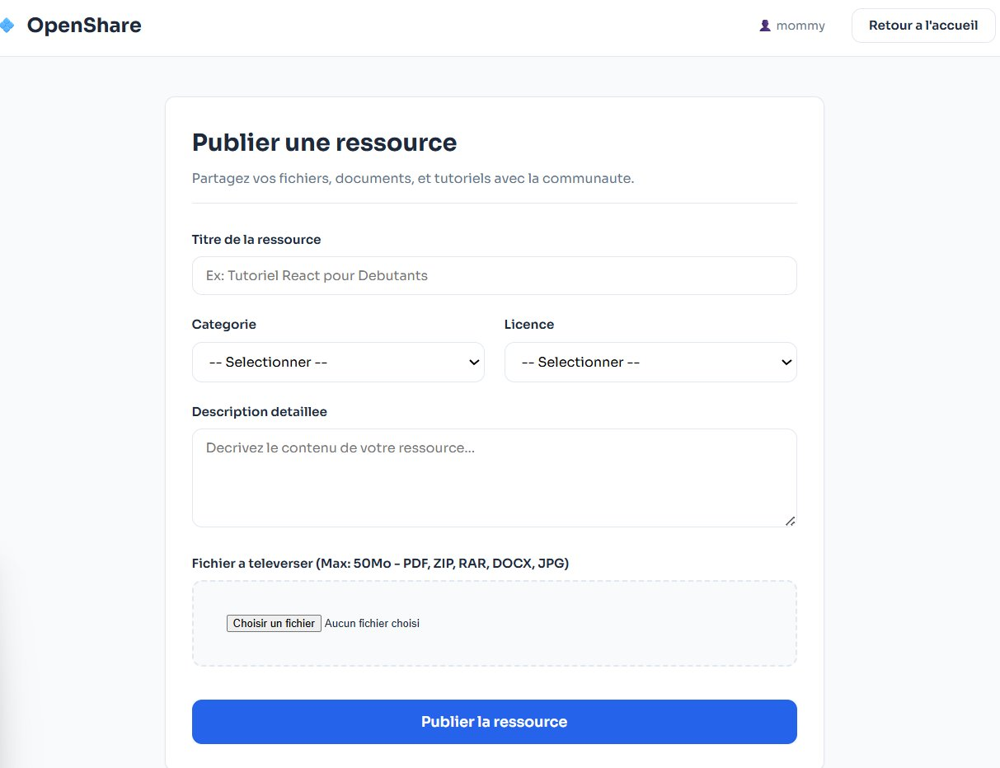 OpenShare
mommy
Retour a l'accueil
Publier une ressource
Partagez vos fichiers, documents, et tutoriels avec la communaute.
Titre de la ressource
Ex: Tutoriel React pour Debutants
Categorie
Licence
-- Selectionner --
-- Selectionner --
Description detaillee
Decrivez le contenu de votre ressource...
Fichier a televerser (Max: 50Mo - PDF, ZIP, RAR, DOCX, JPG)
Choisir un fichier Aucun fichier choisi
Publier la ressource